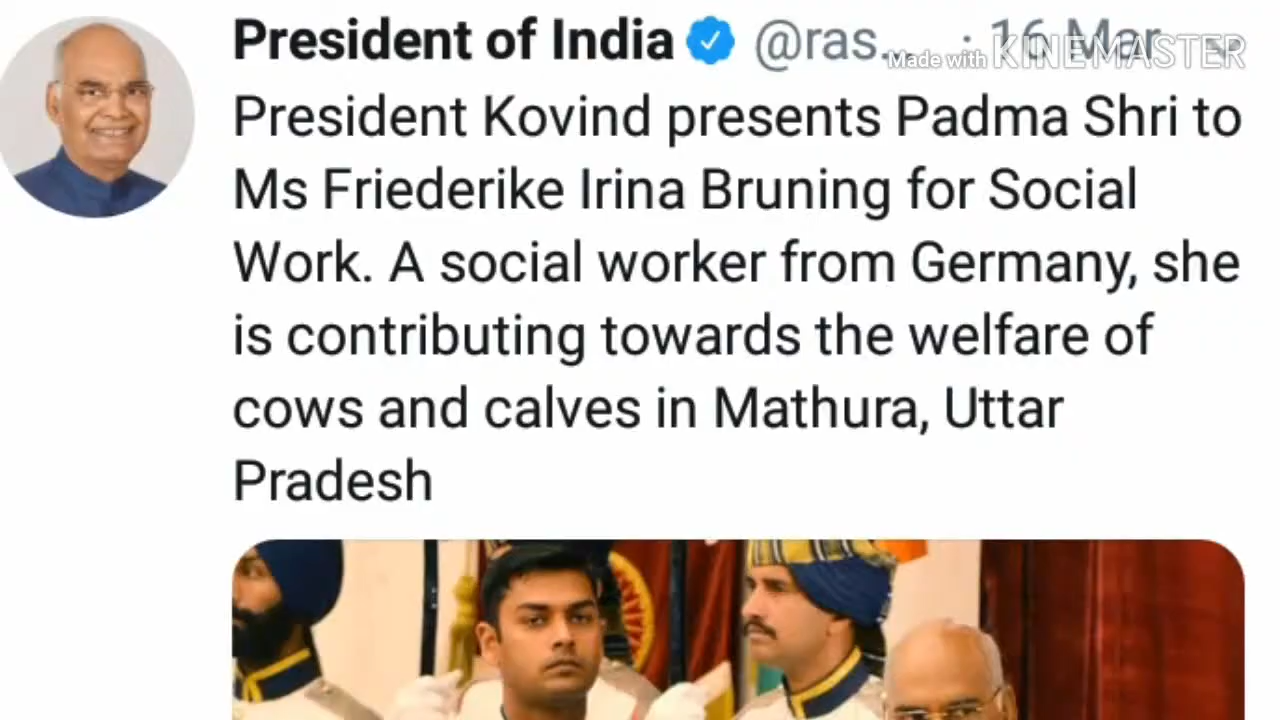 President of India @ras... · 16 Mar
Made with KINEMASTER
President Kovind presents Padma Shri to
Ms Friederike Irina Bruning for Social
Work. A social worker from Germany, she
is contributing towards the welfare of
cows and calves in Mathura, Uttar
Pradesh